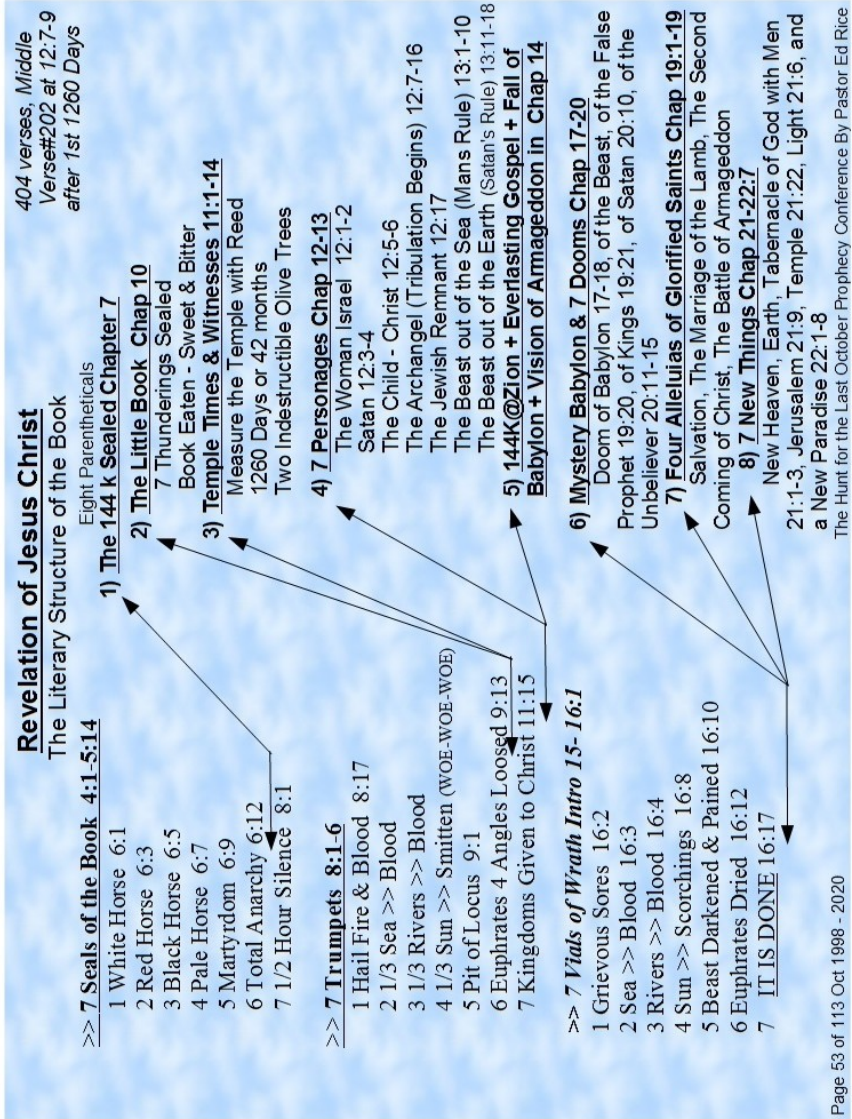 Revelation of Jesus Christ
The Literary Structure of the Book
404 verses, Middle
Verse#202 at 12:7-9
after 1st 1260 Days
>> 7 Seals of the Book 4:1-5:14
1 White Horse 6:1
2 Red Horse 6:3
3 Black Horse 6:5
4 Pale Horse 6:7
5 Martyrdom 6:9
6 Total Anarchy 6:12
7 1/2 Hour Silence 8:1
>> 7 Trumpets 8:1-6
1 Hail Fire & Blood 8:17
2 1/3 Sea >> Blood
3 1/3 Rivers >> Blood
4 1/3 Sun >> Smitten (WOE-WOE-WOE)
5 Pit of Locus 9:1
6 Euphrates 4 Angles Loosed 9:13
7 Kingdoms Given to Christ 11:15
>> 7 Vials of Wrath Intro 15- 16:1
1 Grievous Sores 16:2
2 Sea >> Blood 16:3
3 Rivers >> Blood 16:4
4 Sun >> Scorchings 16:8
5 Beast Darkened & Pained 16:10
6 Euphrates Dried 16:12
7 IT IS DONE 16:17
Eight Parentheticals
1) The 144 k Sealed Chapter 7
2) The Little Book Chap 10
7 Thunderings Sealed
Book Eaten - Sweet & Bitter
3) Temple Times & Witnesses 11:1-14
Measure the Temple with Reed
1260 Days or 42 months
Two Indestructible Olive Trees
4) 7 Personages Chap 12-13
The Woman Israel 12:1-2
Satan 12:3-4
The Child - Christ 12:5-6
The Archangel (Tribulation Begins) 12:7-16
The Jewish Remnant 12:17
The Beast out of the Sea (Mans Rule) 13:1-10
The Beast out of the Earth (Satan's Rule) 13:11-18
5) 144K@Zion + Everlasting Gospel + Fall of
Babylon + Vision of Armageddon in Chap 14
6) Mystery Babylon & 7 Dooms Chap 17-20
Doom of Babylon 17-18, of the Beast, of the False
Prophet 19:20, of Kings 19:21, of Satan 20:10, of the
Unbeliever 20:11-15
7) Four Alleluias of Glorified Saints Chap 19:1-19
Salvation, The Marriage of the Lamb, The Second
Coming of Christ, The Battle of Armageddon
8) 7 New Things Chap 21-22:7
New Heaven, Earth, Tabernacle of God with Men
21:1-3, Jerusalem 21:9, Temple 21:22, Light 21:6, and
a New Paradise 22:1-8
Page 53 of 113 Oct 1998 - 2020
The Hunt for the Last October Prophecy Conference By Pastor Ed Rice